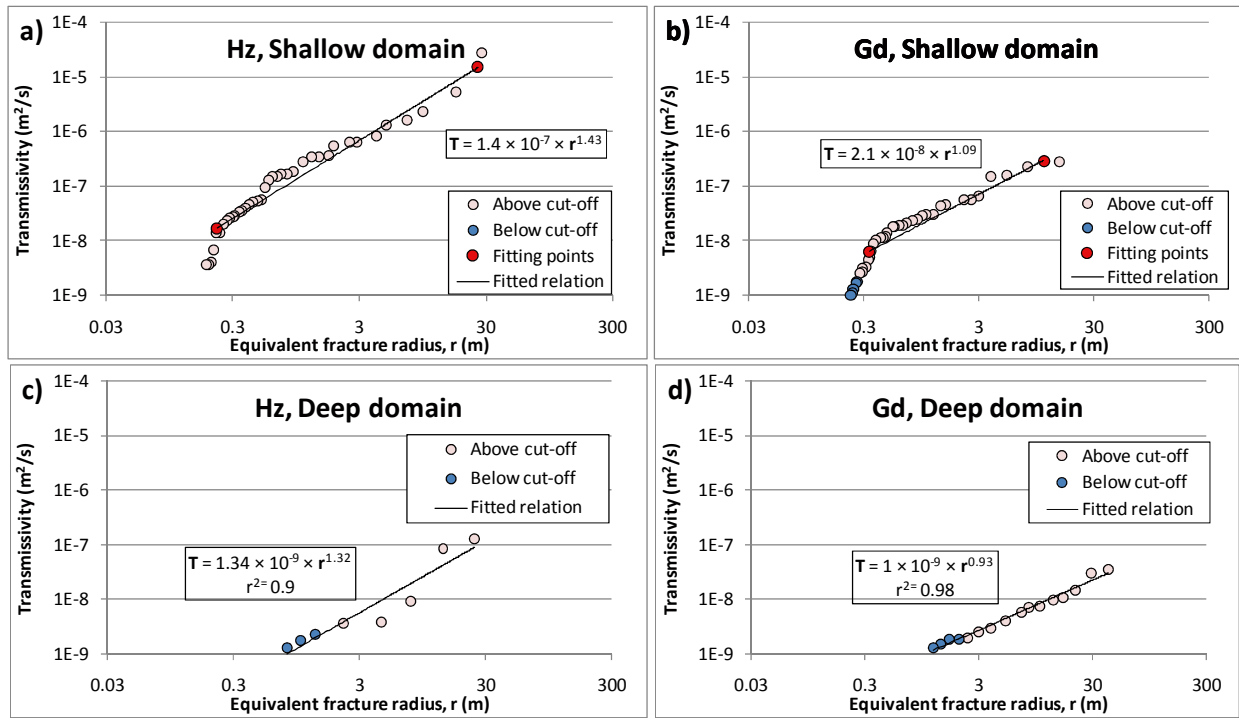 a)
Hz, Shallow domain
1E-4
1E-5
1E-6
1E-7
1E-8
1E-9
Transmissivity (m²/s)
T = 1.4 × 10⁻⁷ × r¹·⁴³
Above cut-off
Below cut-off
Fitting points
Fitted relation
0.03 0.3 3 30 300
Equivalent fracture radius, r (m)
b)
Gd, Shallow domain
1E-4
1E-5
1E-6
1E-7
1E-8
1E-9
Transmissivity (m²/s)
T = 2.1 × 10⁻⁸ × r¹·⁰⁹
Above cut-off
Below cut-off
Fitting points
Fitted relation
0.03 0.3 3 30 300
Equivalent fracture radius, r (m)
c)
Hz, Deep domain
1E-4
1E-5
1E-6
1E-7
1E-8
1E-9
Transmissivity (m²/s)
Above cut-off
Below cut-off
Fitted relation
T = 1.34 × 10⁻⁹ × r¹·³²
r²⁼ 0.9
0.03 0.3 3 30 300
Equivalent fracture radius, r (m)
d)
Gd, Deep domain
1E-4
1E-5
1E-6
1E-7
1E-8
1E-9
Transmissivity (m²/s)
Above cut-off
Below cut-off
Fitted relation
T = 1 × 10⁻⁹ × r⁰·⁹³
r²⁼ 0.98
0.03 0.3 3 30 300
Equivalent fracture radius, r (m)